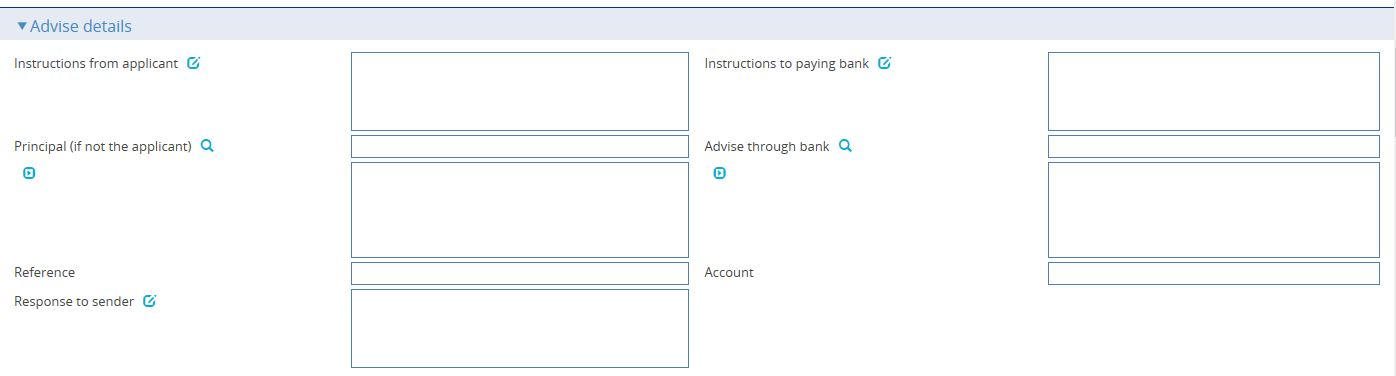 Advise details
Instructions from applicant
Instructions to paying bank
Principal (if not the applicant)
Advise through bank
Reference
Account
Response to sender